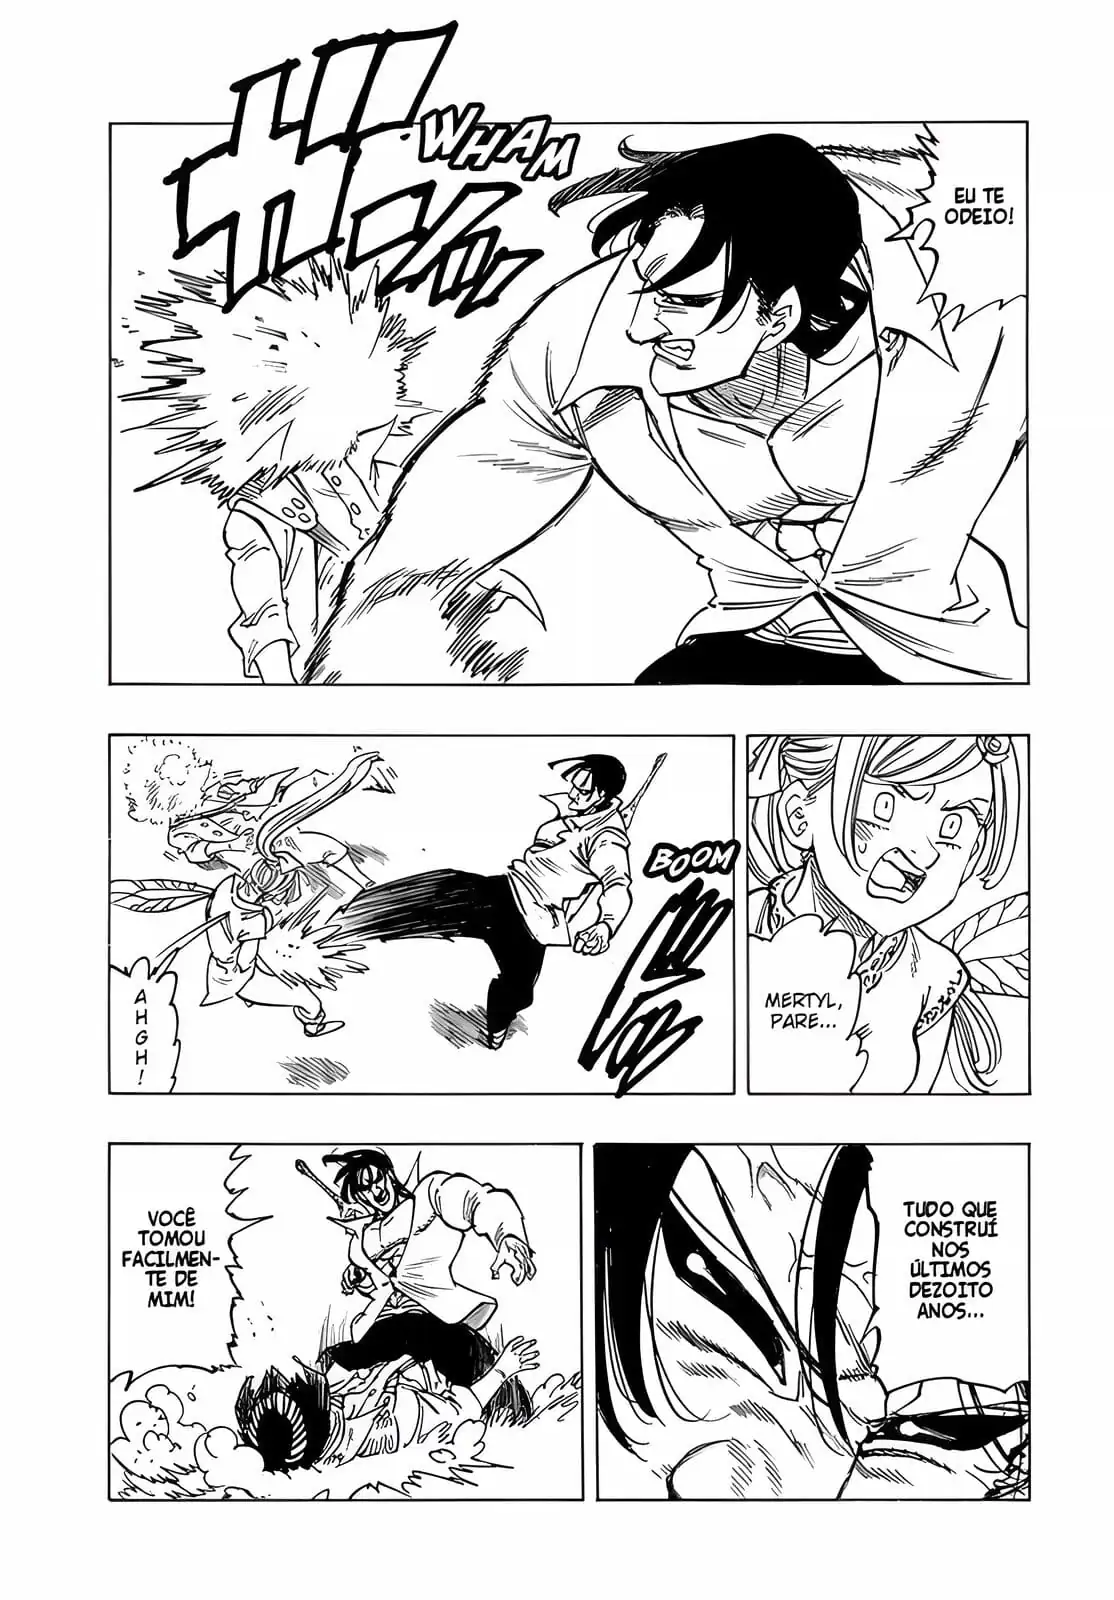 WHAM
EU TE
ODEIO!
MERTYL,
PARE...
BOOM
AHGH!
TUDO QUE
CONSTRUÍ
NOS
ÚLTIMOS
DEZOITO
ANOS...
VOCÊ
TOMOU
FACILMEN-
TE DE
MIM!